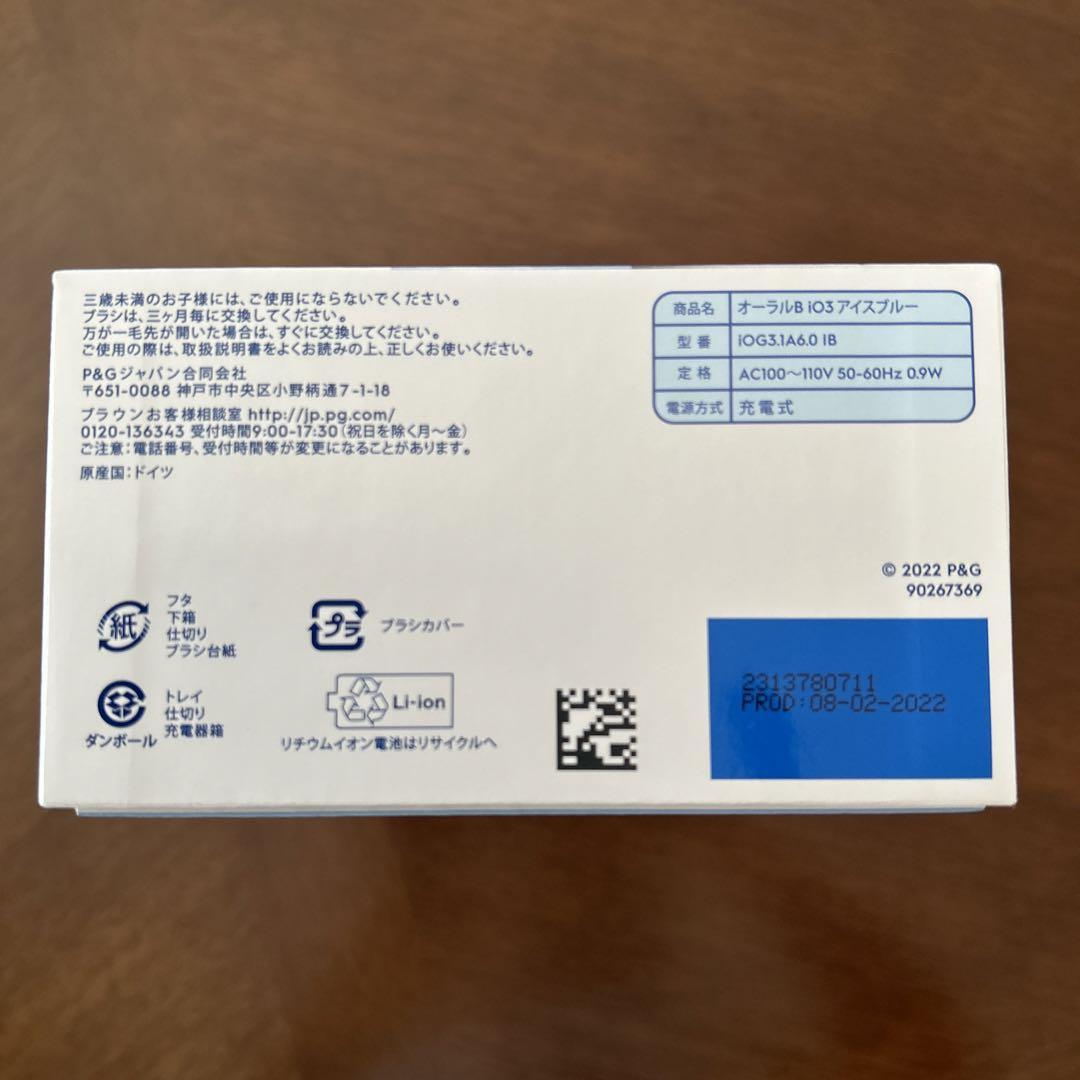 三歳未満のお子様には、ご使用にならないでください。
ブラシは、三ヶ月毎に交換してください。
万が一毛先が開いた場合は、すぐに交換してください。
ご使用の際は、取扱説明書をよくお読みの上、正しくお使いください。
P&Gジャパン合同会社
〒651-0088 神戸市中央区小野柄通7-1-18
ブラウンお客様相談室 http://jp.pg.com/
0120-136343 受付時間9:00-17:30（祝日を除く月〜金）
ご注意：電話番号、受付時間等が変更になることがあります。
原産国：ドイツ
商品名 オーラルB iO3 アイスブルー
型番 iOG3.1A6.0 IB
定格 AC100〜110V 50-60Hz 0.9W
電源方式 充電式
© 2022 P&G
90267369
紙
フタ
下箱
仕切り
ブラシ台紙
プラ
ブラシカバー
ダンボール
トレイ
仕切り
充電器箱
Li-ion
リチウムイオン電池はリサイクルへ
2313780711
PROD:08-02-2022